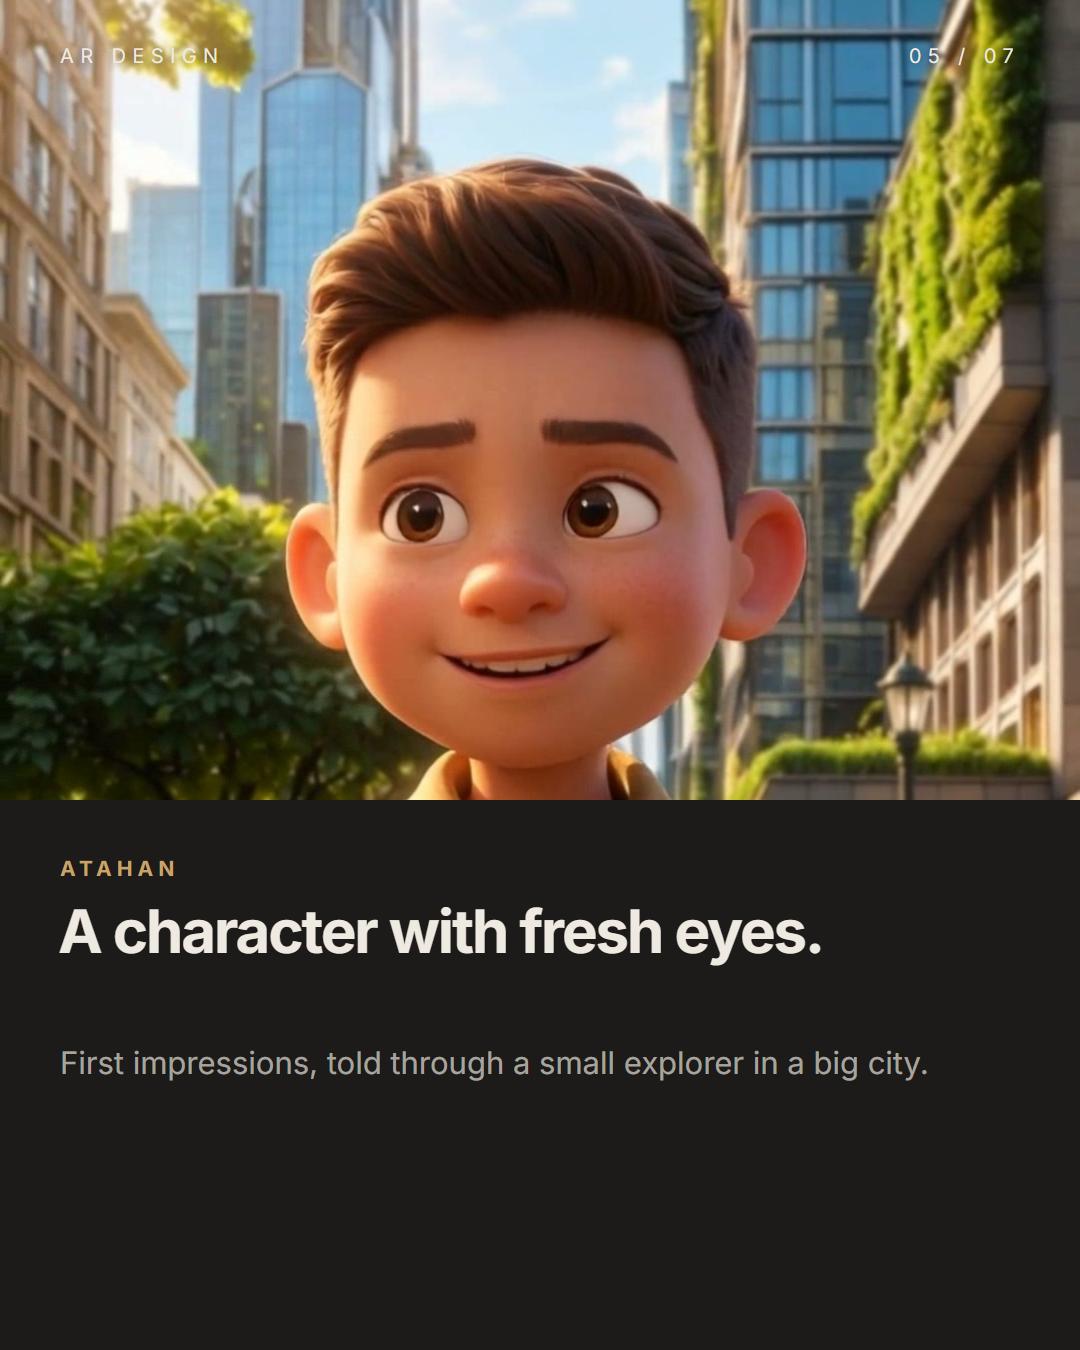 AR DESIGN
05 / 07
ATAHAN
A character with fresh eyes.
First impressions, told through a small explorer in a big city.